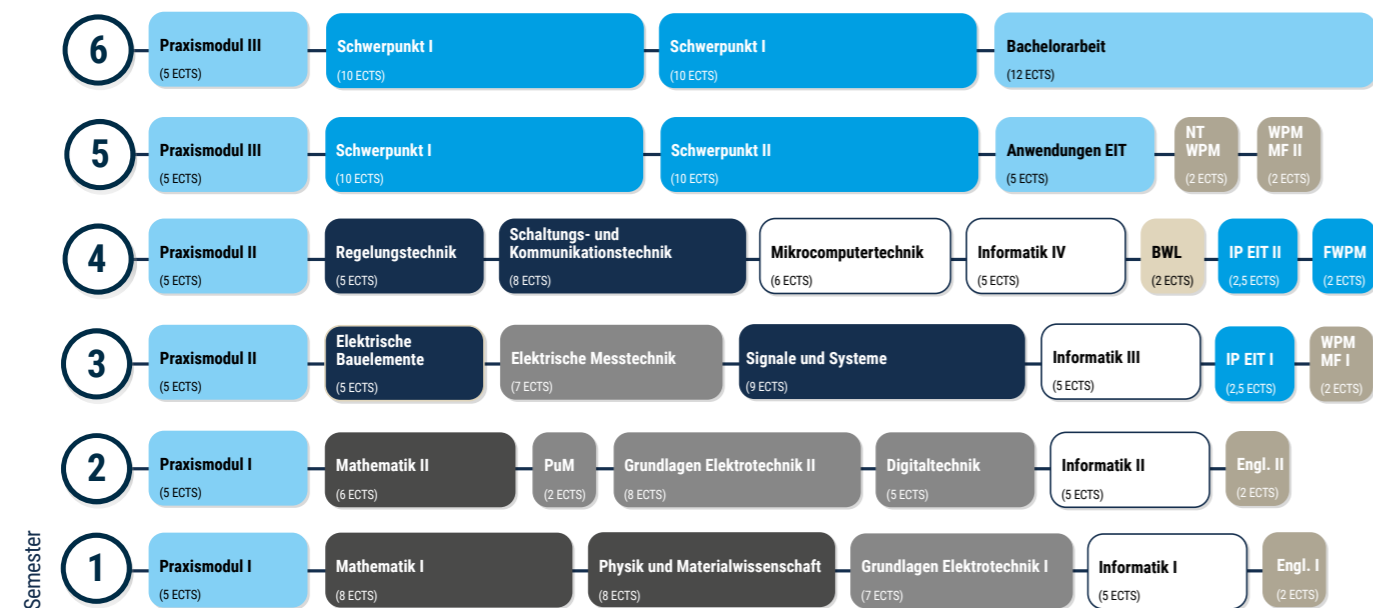 6
Praxismodul III
(5 ECTS)
Schwerpunkt I
(10 ECTS)
Schwerpunkt I
(10 ECTS)
Bachelorarbeit
(12 ECTS)
5
Praxismodul III
(5 ECTS)
Schwerpunkt I
(10 ECTS)
Schwerpunkt II
(10 ECTS)
Anwendungen EIT
(5 ECTS)
NT
WPM
(2 ECTS)
WPM
MF II
(2 ECTS)
4
Praxismodul II
(5 ECTS)
Regelungstechnik
(5 ECTS)
Schaltungs- und
Kommunikationstechnik
(8 ECTS)
Mikrocomputertechnik
(6 ECTS)
Informatik IV
(5 ECTS)
BWL
(2 ECTS)
IP EIT II
(2,5 ECTS)
FWPM
(2 ECTS)
3
Praxismodul II
(5 ECTS)
Elektrische
Bauelemente
(5 ECTS)
Elektrische Messtechnik
(7 ECTS)
Signale und Systeme
(9 ECTS)
Informatik III
(5 ECTS)
IP EIT I
(2,5 ECTS)
WPM
MF I
(2 ECTS)
2
Praxismodul I
(5 ECTS)
Mathematik II
(6 ECTS)
PuM
(2 ECTS)
Grundlagen Elektrotechnik II
(8 ECTS)
Digitaltechnik
(5 ECTS)
Informatik II
(5 ECTS)
Engl. II
(2 ECTS)
Semester
1
Praxismodul I
(5 ECTS)
Mathematik I
(8 ECTS)
Physik und Materialwissenschaft
(8 ECTS)
Grundlagen Elektrotechnik I
(7 ECTS)
Informatik I
(5 ECTS)
Engl. I
(2 ECTS)